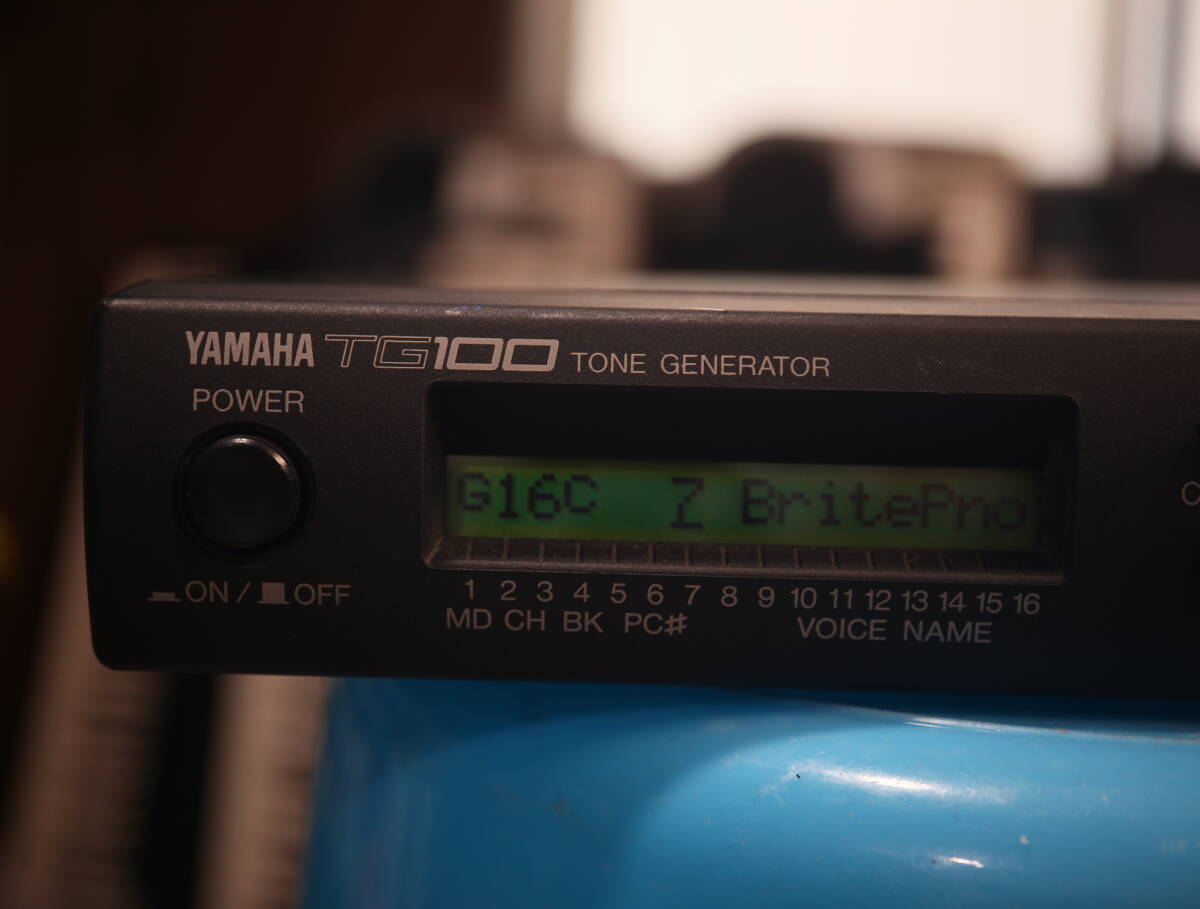 YAMAHA TG100 TONE GENERATOR
POWER
G16C 2 BritePno
ON / OFF
1 2 3 4 5 6 7 8 9 10 11 12 13 14 15 16
MD CH BK PC# VOICE NAME